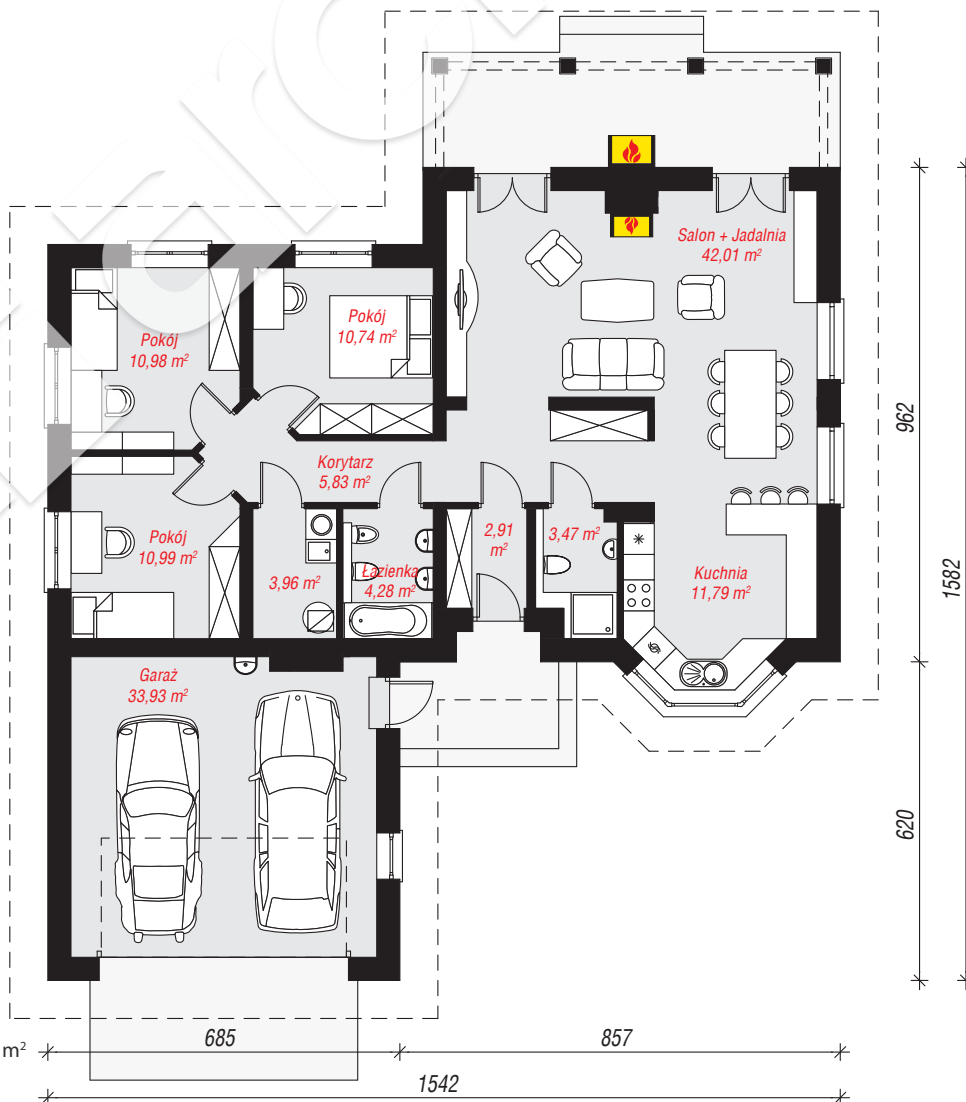 Salon + Jadalnia
42,01 m²
Pokój
10,98 m²
Pokój
10,74 m²
Korytarz
5,83 m²
Pokój
10,99 m²
3,96 m²
Łazienka
4,28 m²
2,91
m²
3,47 m²
Kuchnia
11,79 m²
Garaż
33,93 m²
962
1582
620
m²
685
857
1542